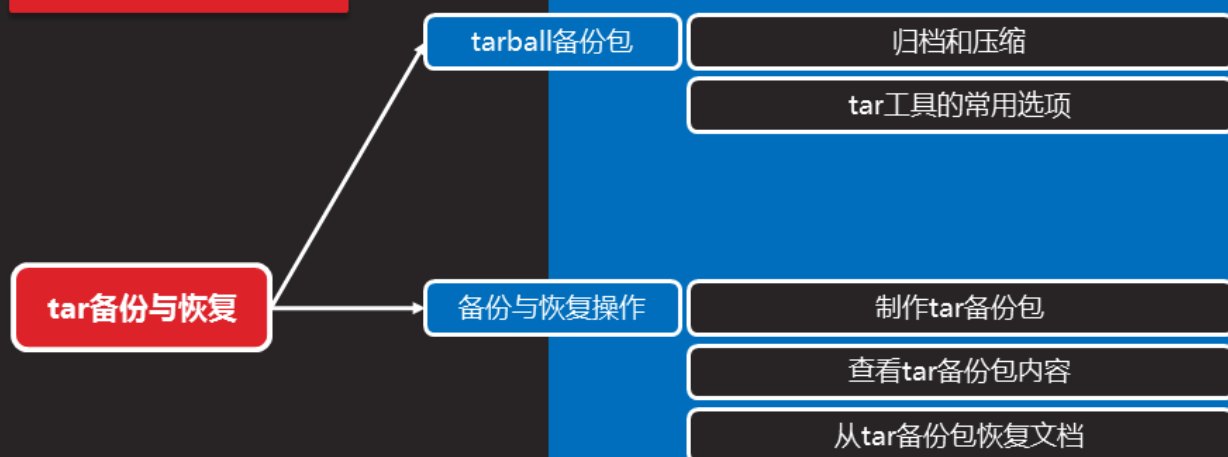 tarball备份包
归档和压缩
tar工具的常用选项
tar备份与恢复
备份与恢复操作
制作tar备份包
查看tar备份包内容
从tar备份包恢复文档